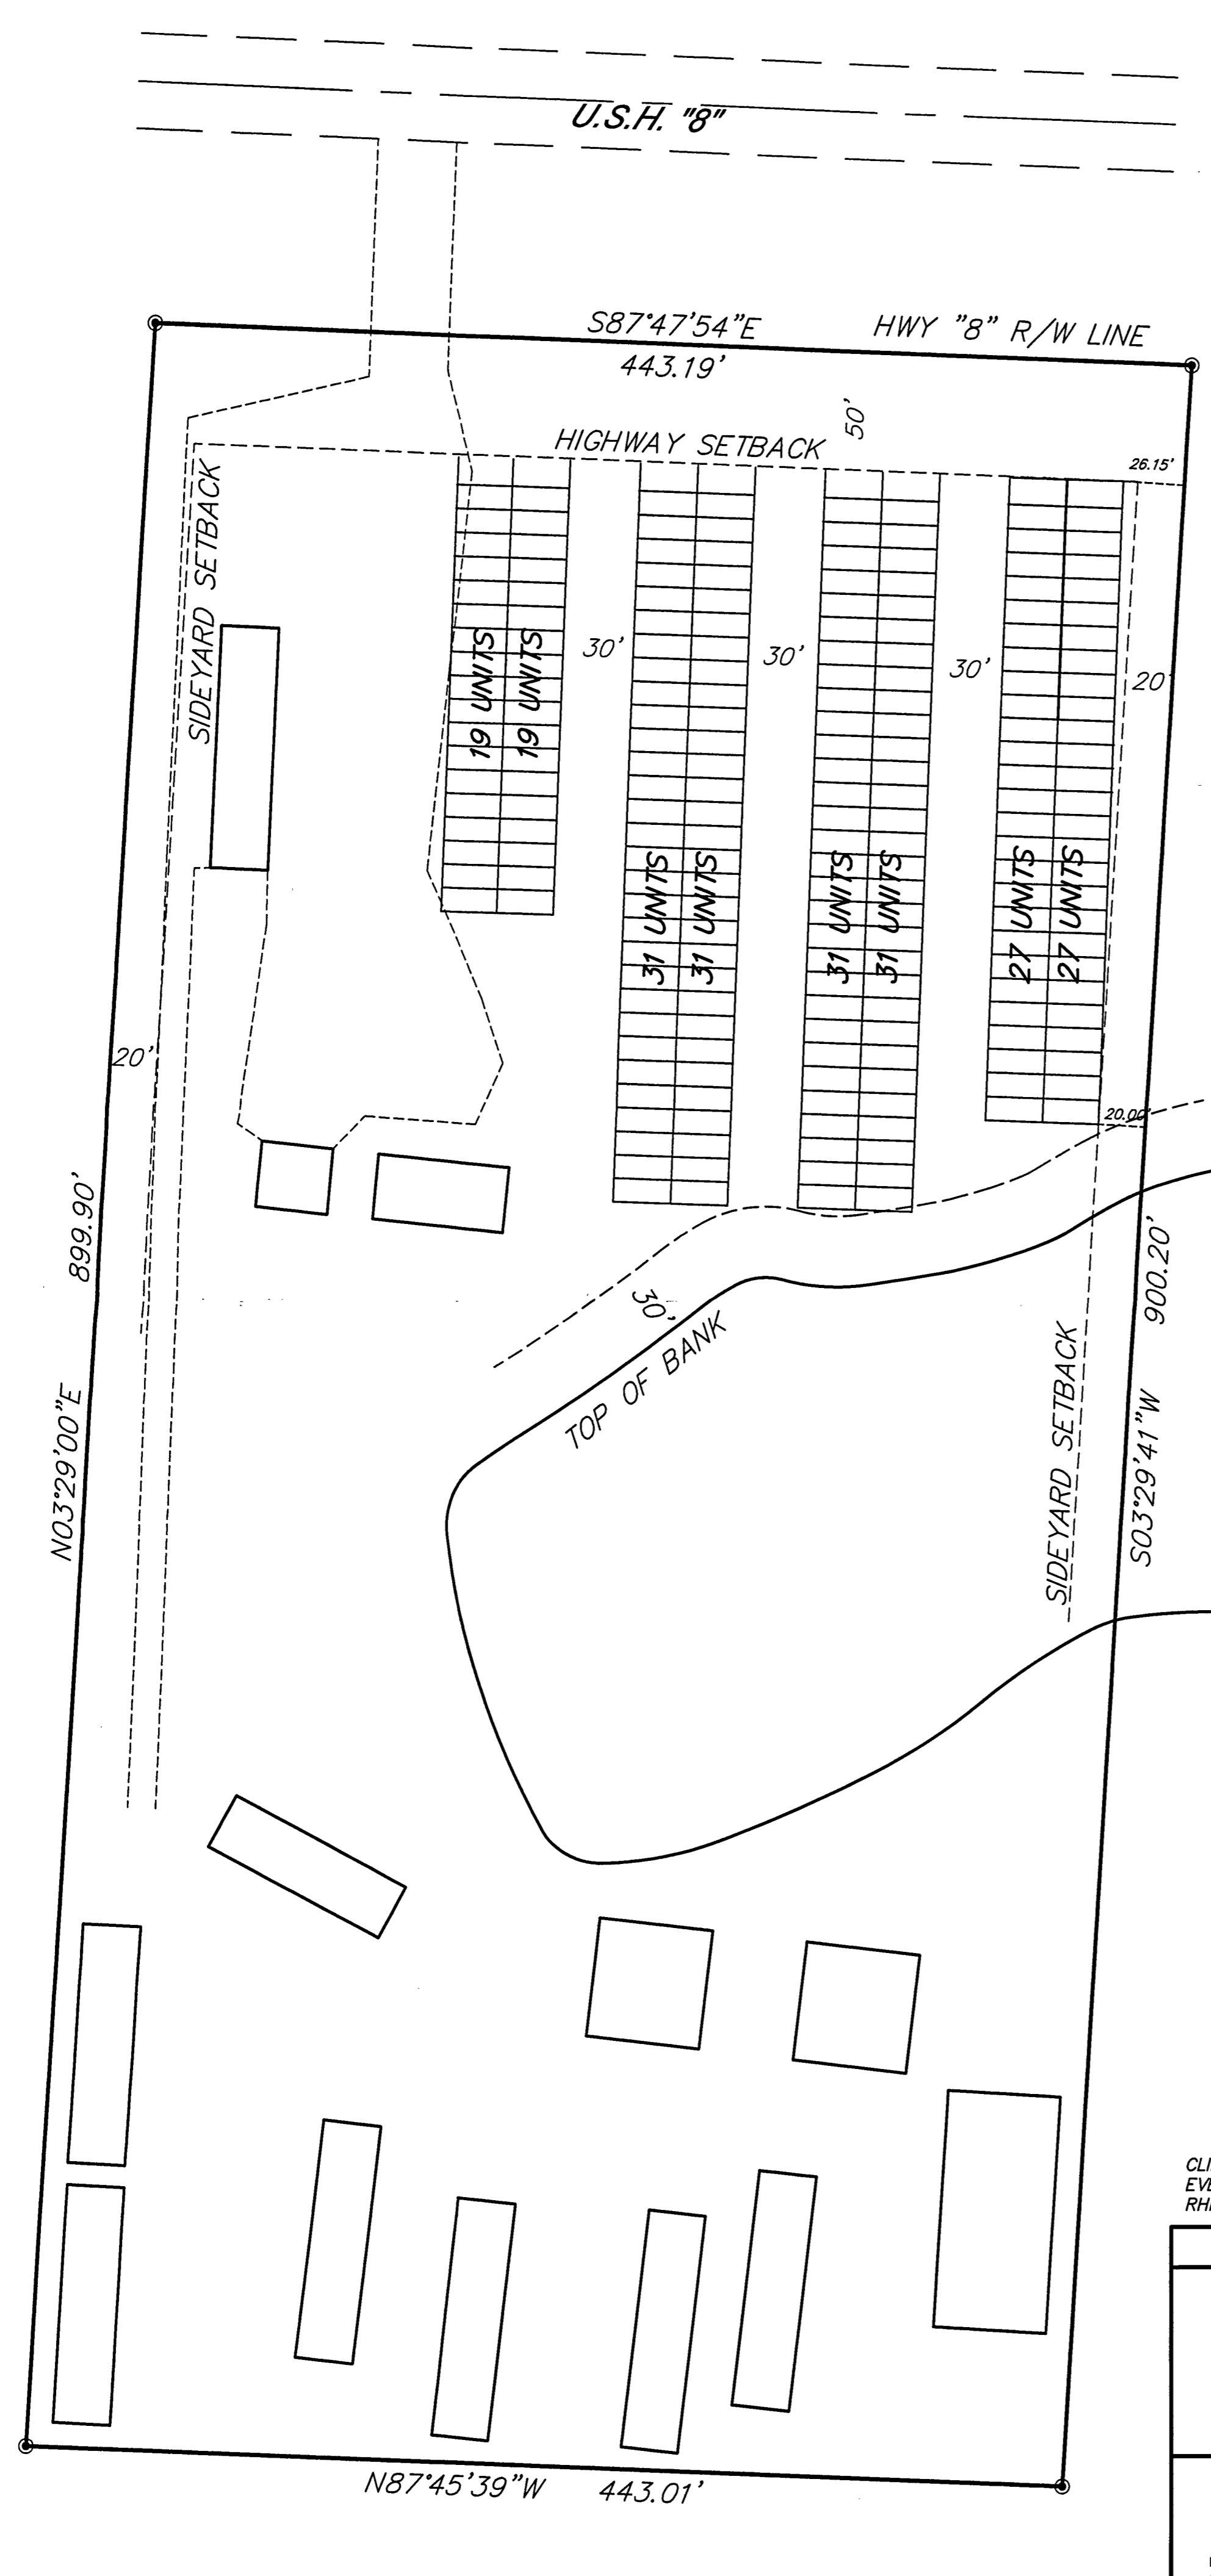 U.S.H. "8"
S87°47'54"E
HWY "8" R/W LINE
443.19'
50'
HIGHWAY SETBACK
26.15'
SIDEYARD SETBACK
19 UNITS
19 UNITS
30'
30'
30'
20'
31 UNITS
31 UNITS
31 UNITS
31 UNITS
27 UNITS
27 UNITS
20'
20.00'
899.90'
900.20'
30'
TOP OF BANK
SIDEYARD SETBACK
N03°29'00"E
S03°29'41"W
N87°45'39"W
443.01'